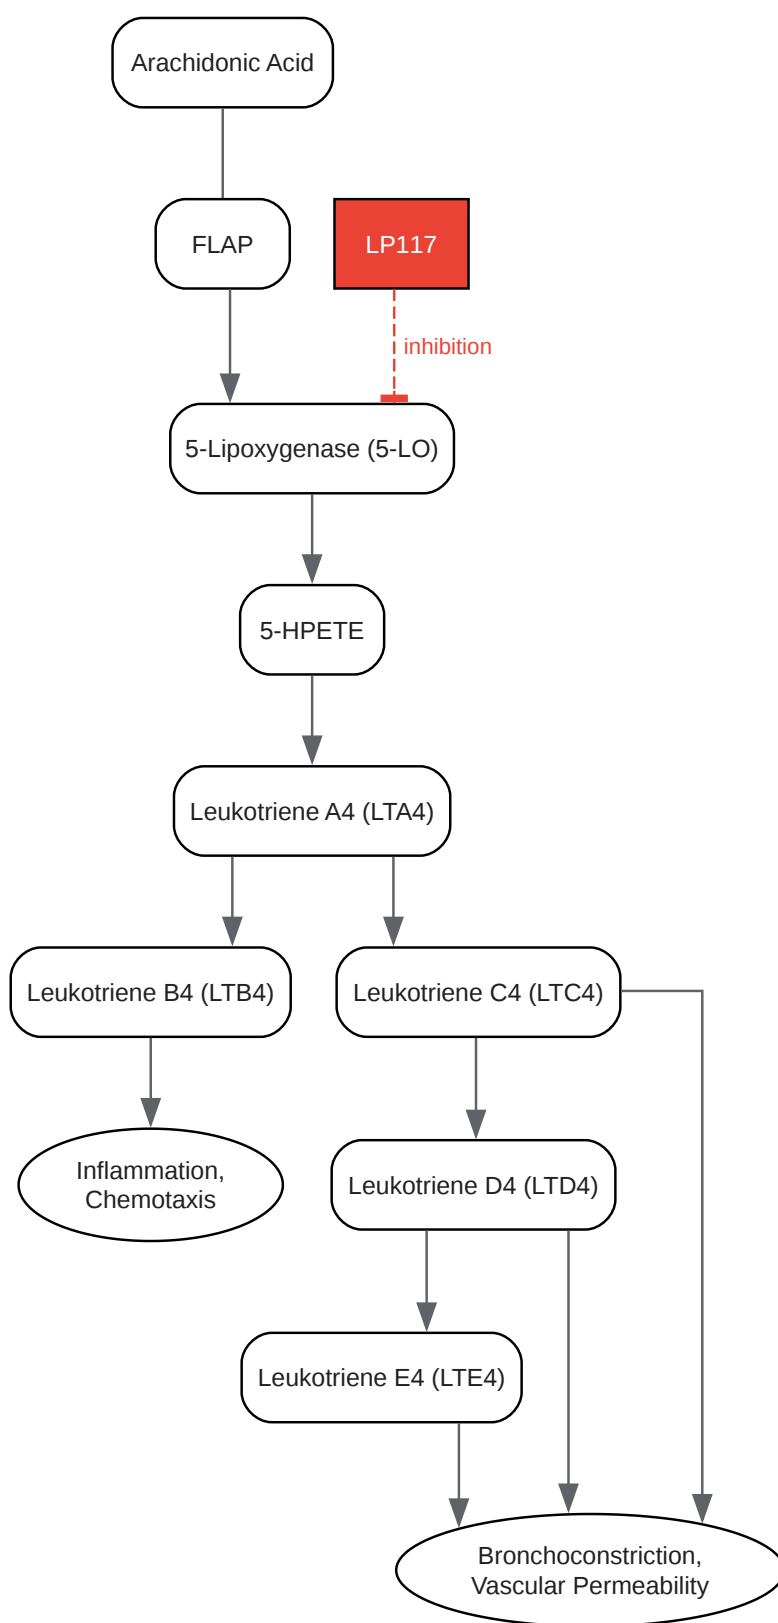 Arachidonic Acid
FLAP
LP117
inhibition
5-Lipoxygenase (5-LO)
5-HPETE
Leukotriene A4 (LTA4)
Leukotriene B4 (LTB4)
Leukotriene C4 (LTC4)
Inflammation,
Chemotaxis
Leukotriene D4 (LTD4)
Leukotriene E4 (LTE4)
Bronchoconstriction,
Vascular Permeability